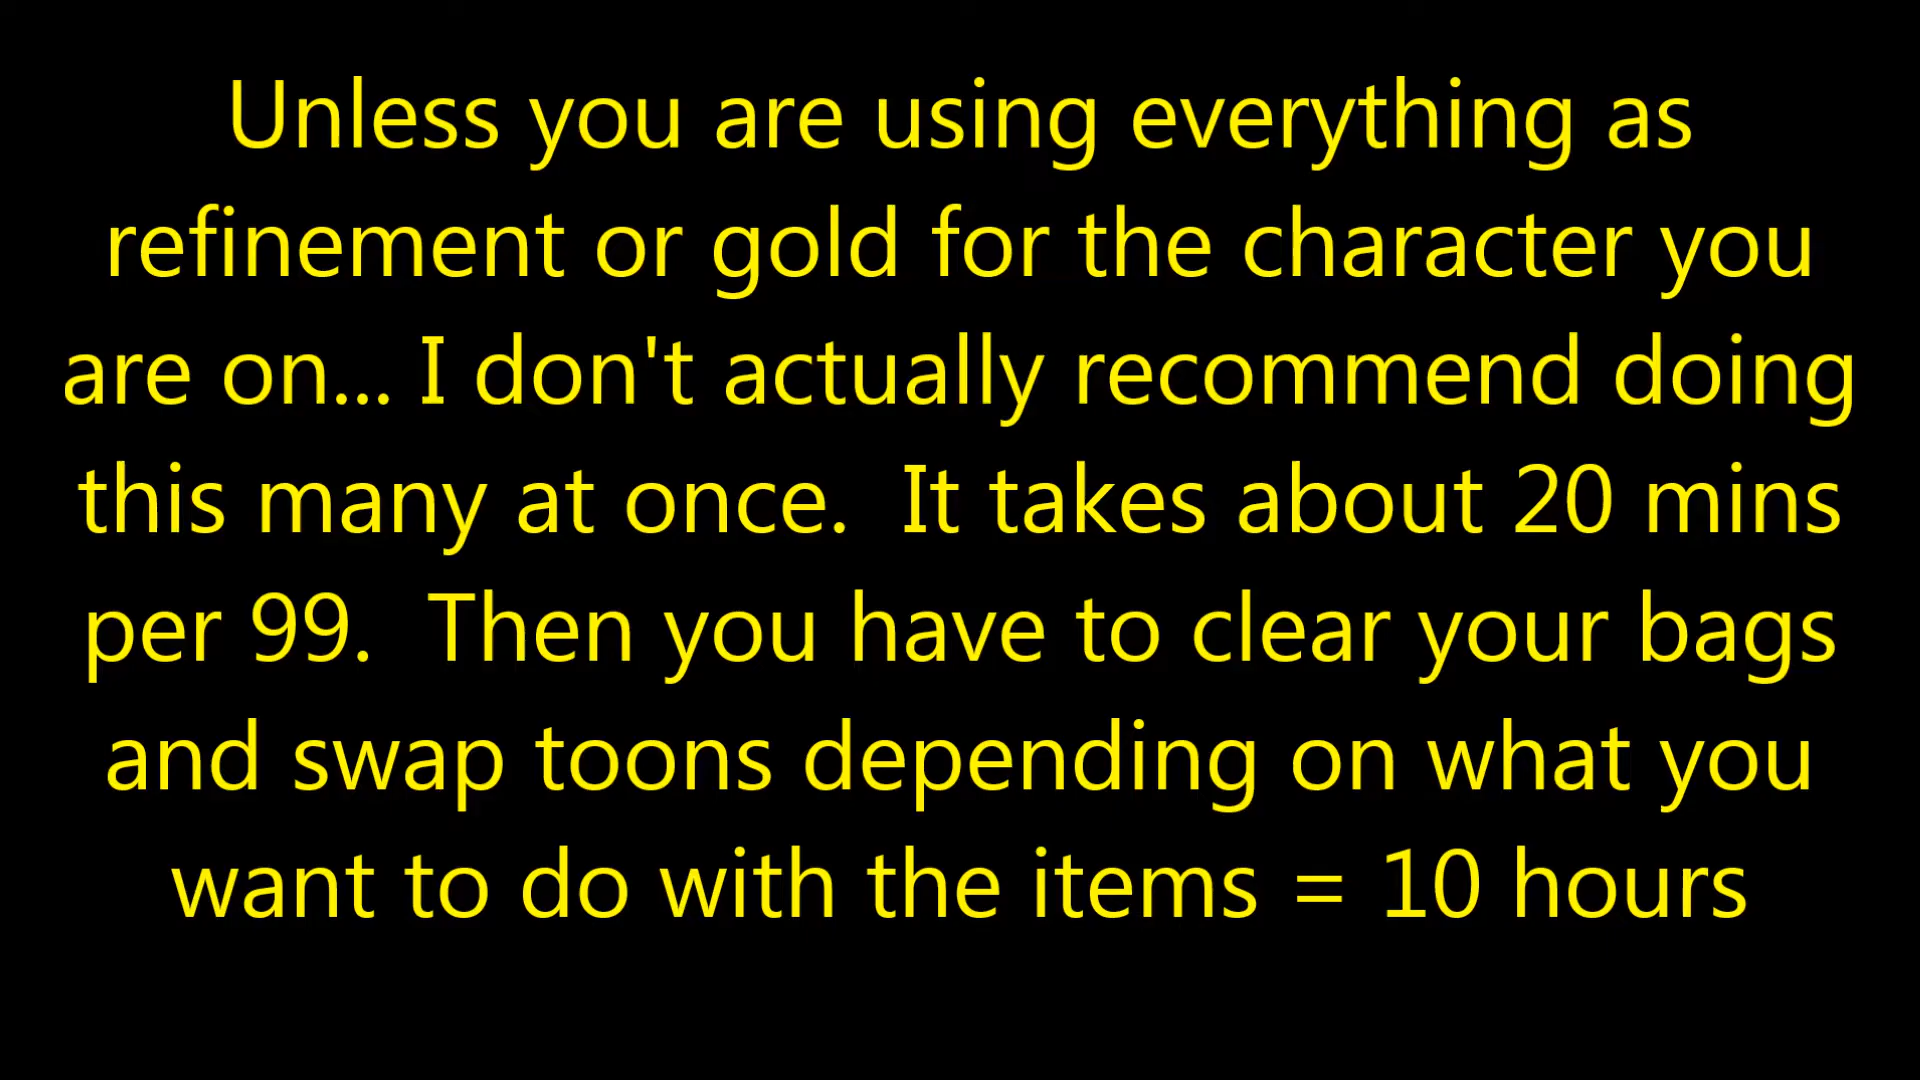 Unless you are using everything as
refinement or gold for the character you
are on... I don't actually recommend doing
this many at once.  It takes about 20 mins
per 99.  Then you have to clear your bags
and swap toons depending on what you
want to do with the items = 10 hours